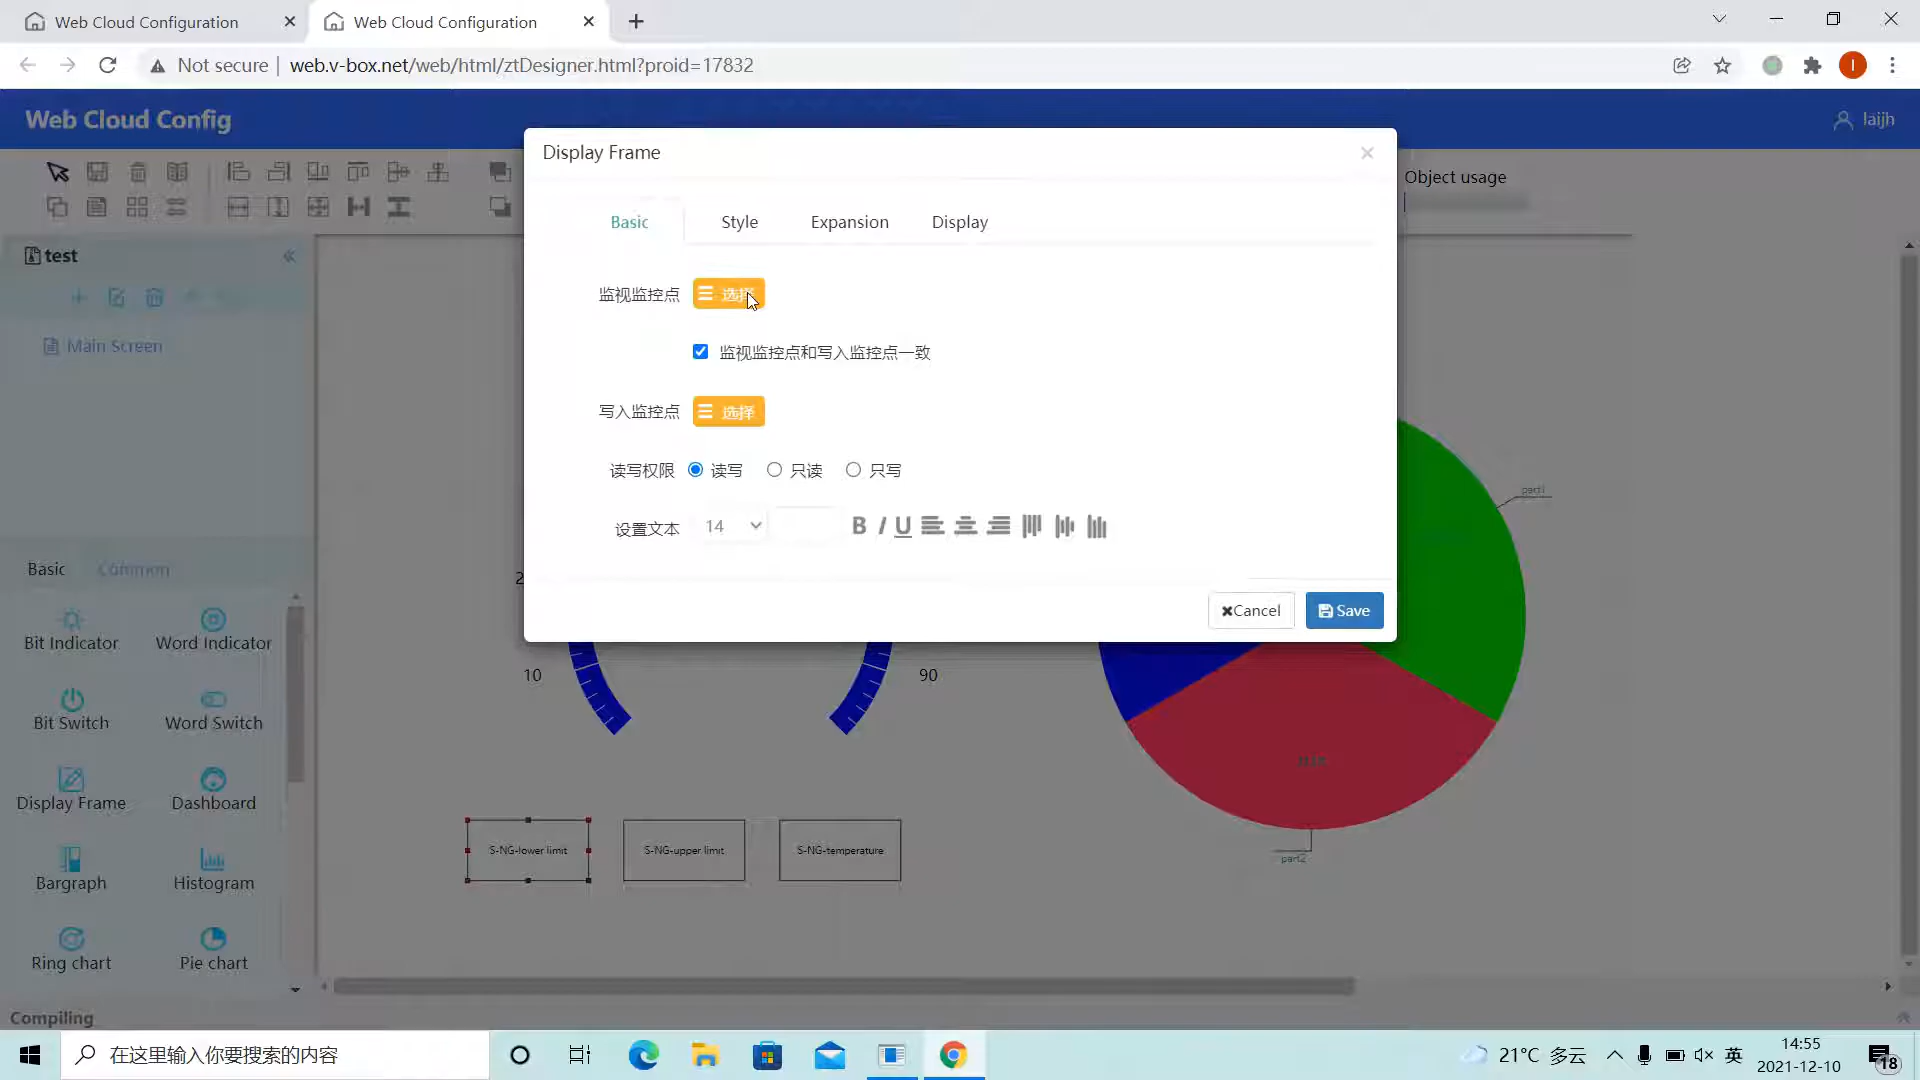 Web Cloud Configuration
Web Cloud Configuration
Not secure
web.v-box.net/web/html/ztDesigner.html?proid=17832
I
Web Cloud Config
laijh
Display Frame
Object usage
Basic
Style
Expansion
Display
监视监控点
选择
监视监控点和写入监控点一致
写入监控点
选择
读写权限
读写
只读
只写
设置文本
14
B
I
U
Cancel
Save
test
Main Screen
Basic
Common
Bit Indicator
Word Indicator
Bit Switch
Word Switch
Display Frame
Dashboard
Bargraph
Histogram
Ring chart
Pie chart
2
10
90
part1
part2
S-NG-lower limit
S-NG-upper limit
S-NG-temperature
Compiling
在这里输入你要搜索的内容
21°C 多云
英
14:55
2021-12-10
18